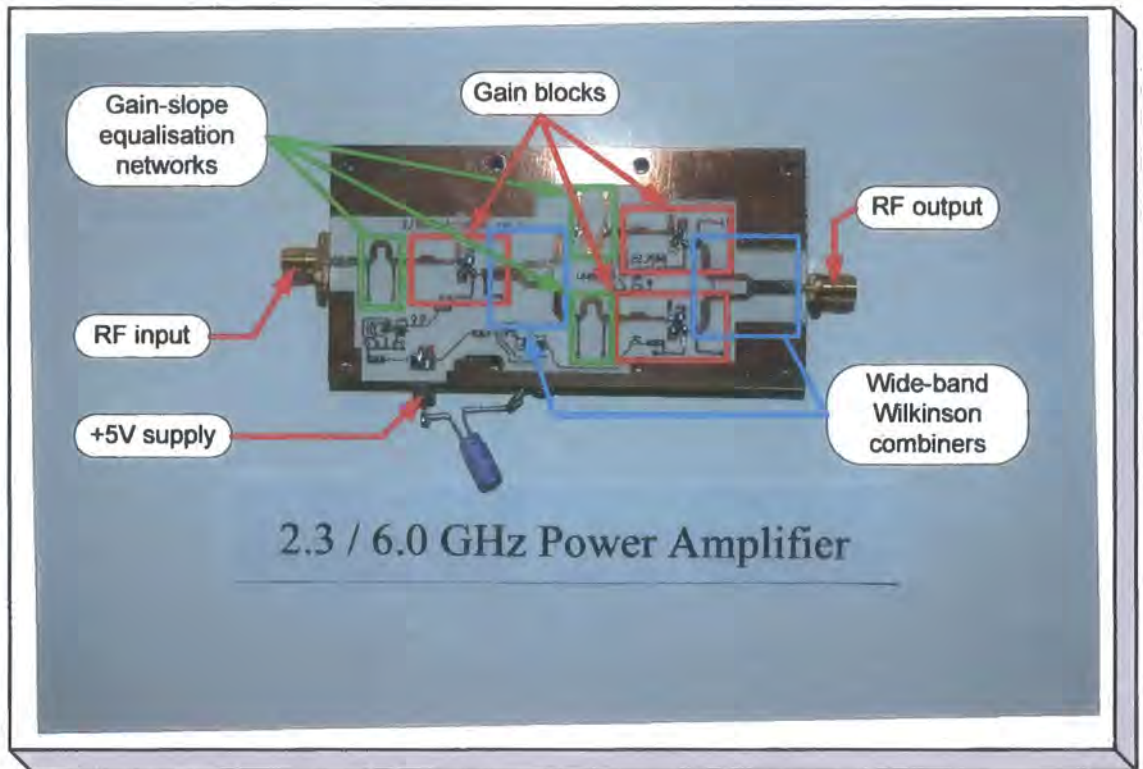 Gain-slope
equalisation
networks
Gain blocks
RF output
RF input
+5V supply
Wide-band
Wilkinson
combiners
2.3 / 6.0 GHz Power Amplifier